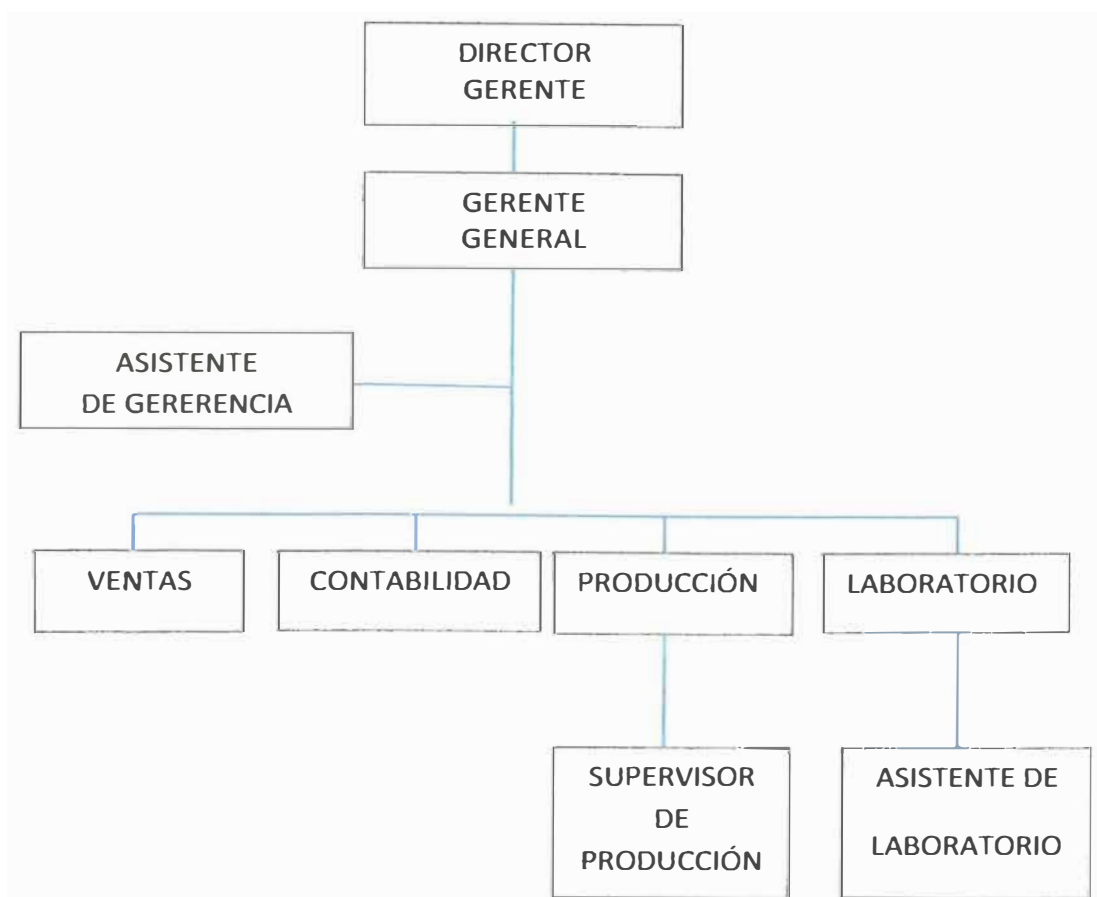 DIRECTOR
GERENTE
GERENTE
GENERAL
ASISTENTE
DE GERERENCIA
VENTAS
CONTABILIDAD
PRODUCCIÓN
LABORATORIO
SUPERVISOR
DE
PRODUCCIÓN
ASISTENTE DE
LABORATORIO